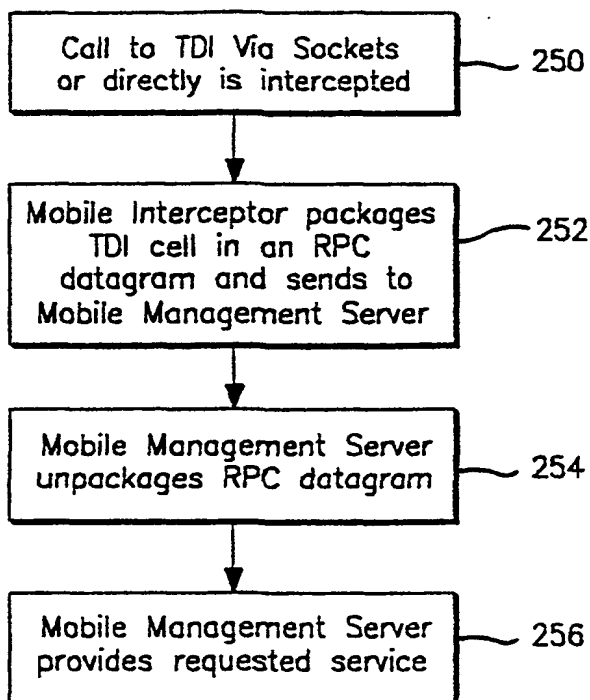 Call to TDI Via Sockets
or directly is intercepted
250
Mobile Interceptor packages
TDI cell in an RPC
datagram and sends to
Mobile Management Server
252
Mobile Management Server
unpackages RPC datagram
254
Mobile Management Server
provides requested service
256